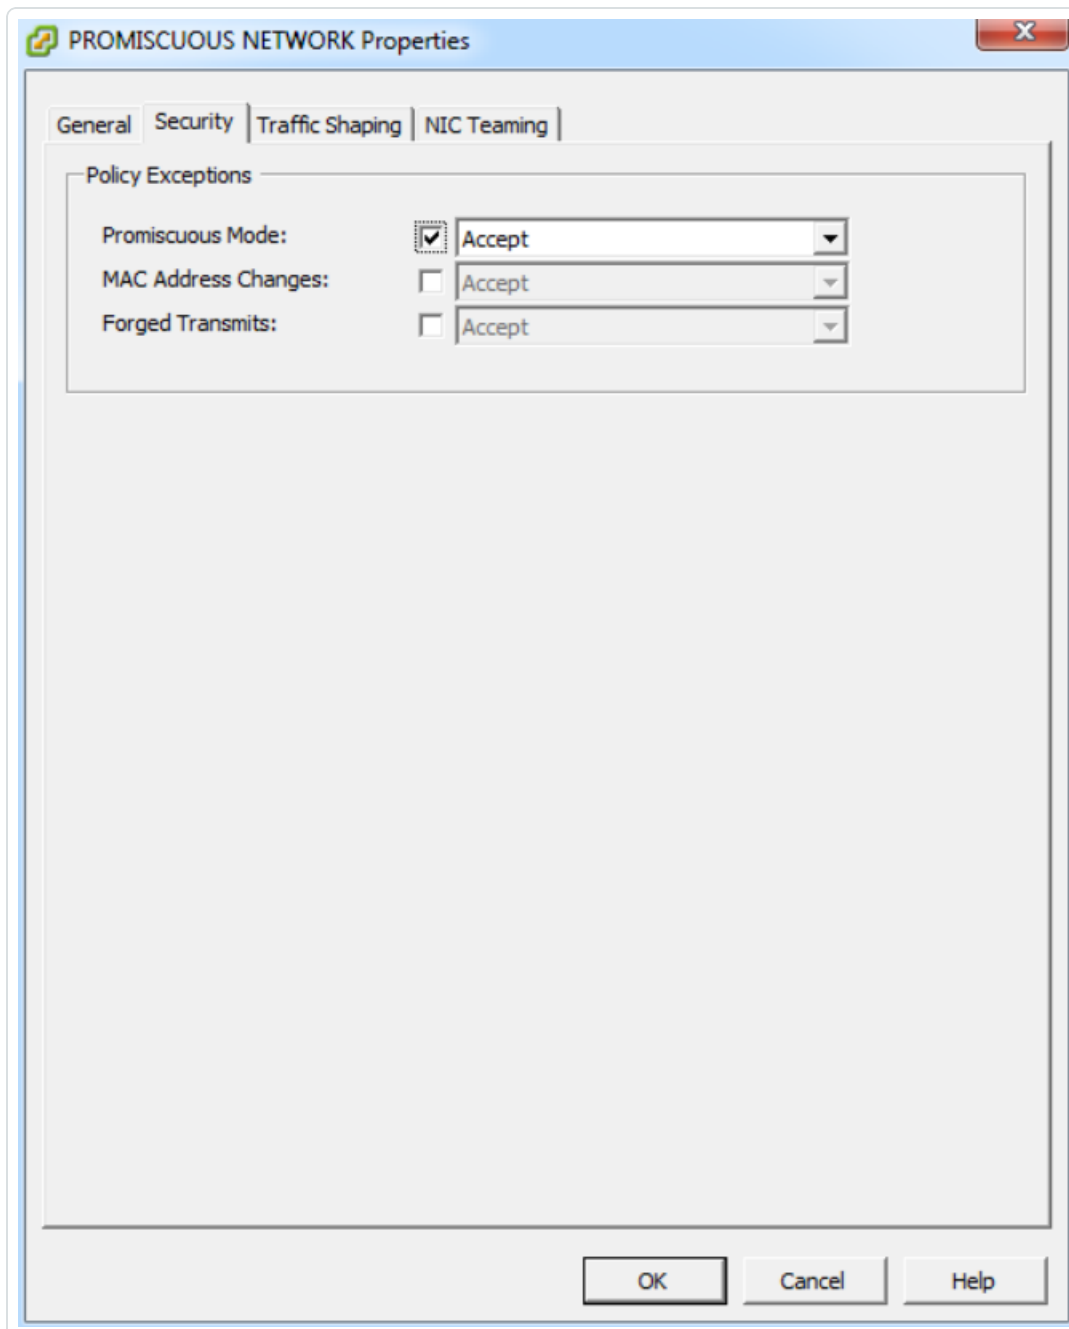 PROMISCUOUS NETWORK Properties
General Security Traffic Shaping NIC Teaming
Policy Exceptions
Promiscuous Mode: Accept
MAC Address Changes: Accept
Forged Transmits: Accept
OK Cancel Help